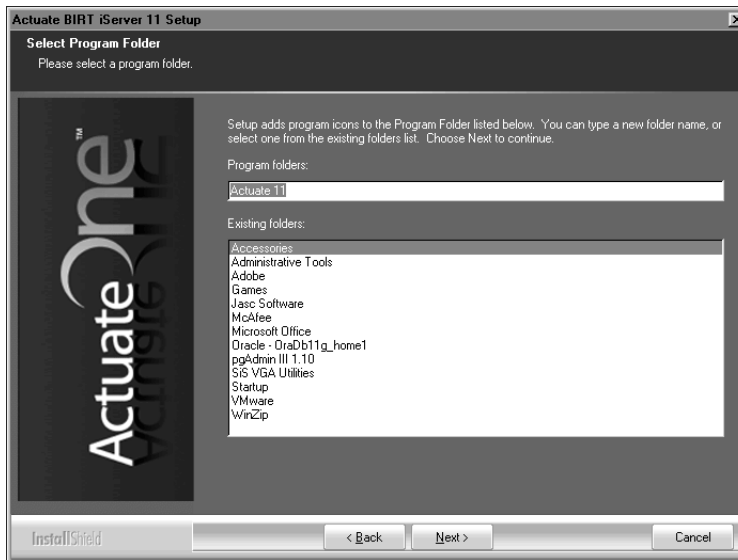 Actuate BIRT iServer 11 Setup
Select Program Folder
Please select a program folder.
Setup adds program icons to the Program Folder listed below. You can type a new folder name, or
select one from the existing folders list. Choose Next to continue.
Program folders:
Actuate 11
Existing folders:
Accessories
Administrative Tools
Adobe
Games
Jasc Software
McAfee
Microsoft Office
Oracle - OraDb11g_home1
pgAdmin III 1.10
SiS VGA Utilities
Startup
VMware
WinZip
ActuateOne™
InstallShield
< Back
Next >
Cancel